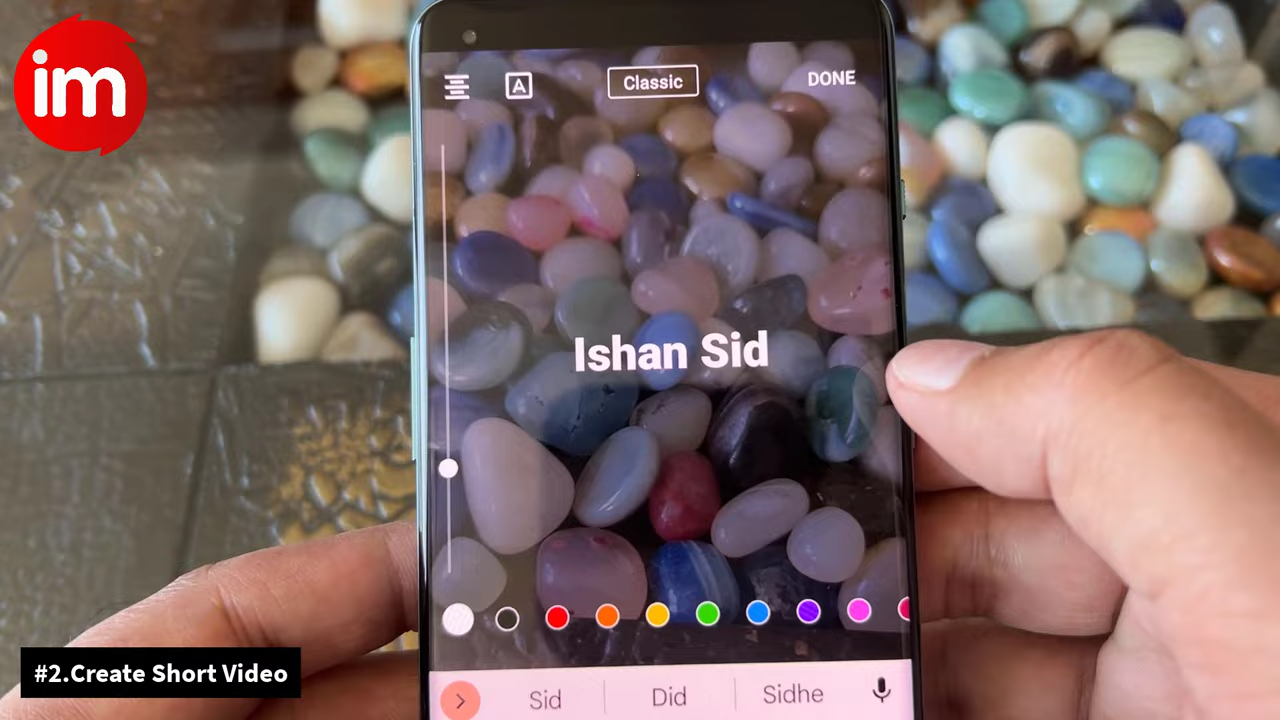 im
A
Classic
DONE
Ishan Sid
#2.Create Short Video
Sid
Did
Sidhe